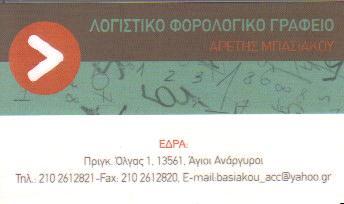 ΛΟΓΙΣΤΙΚΟ ΦΟΡΟΛΟΓΙΚΟ ΓΡΑΦΕΙΟ
ΑΡΕΤΗΣ ΜΠΑΣΙΑΚΟΥ
ΕΔΡΑ:
Πριγκ. Όλγας 1, 13561, Άγιοι Ανάργυροι
Τηλ.: 210 2612821-Fax: 210 2612820, E-mail:basiakou_acc@yahoo.gr